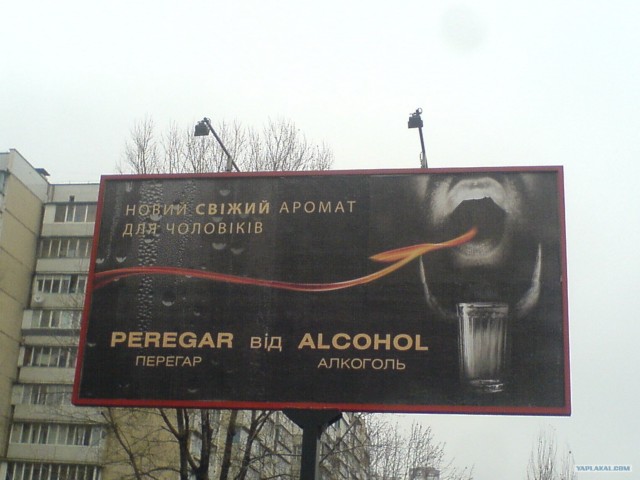 НОВИЙ СВІЖИЙ АРОМАТ
ДЛЯ ЧОЛОВІКІВ
PEREGAR від ALCOHOL
ПЕРЕГАР АЛКОГОЛЬ
YAPLAKAL.COM